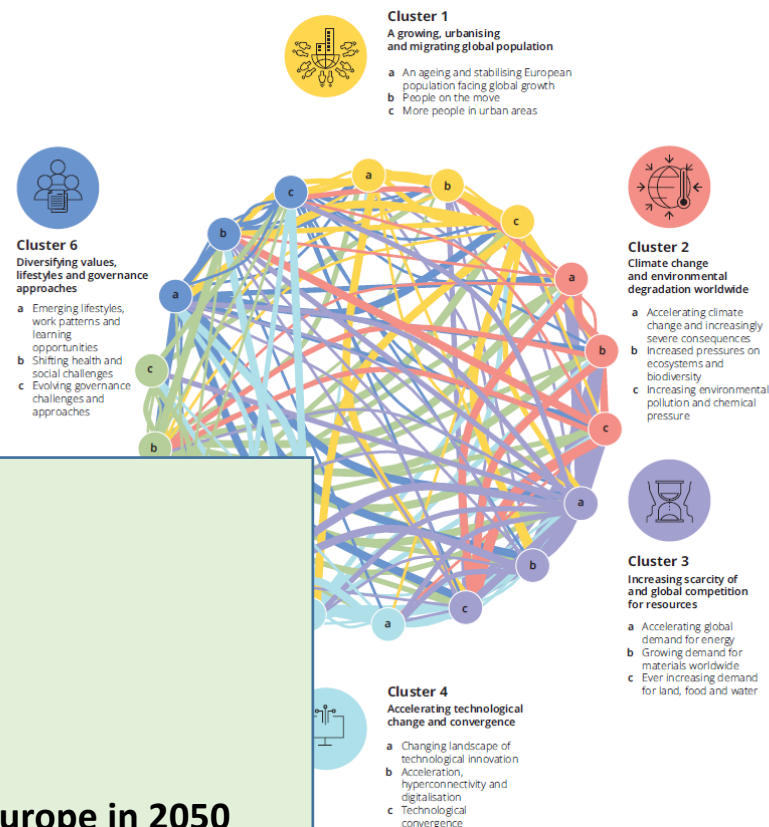 Cluster 1
A growing, urbanising
and migrating global population
a An ageing and stabilising European
population facing global growth
b People on the move
c More people in urban areas
Cluster 6
Diversifying values,
lifestyles and governance
approaches
a Emerging lifestyles,
work patterns and
learning
opportunities
b Shifting health and
social challenges
c Evolving governance
challenges and
approaches
a
b
c
c
b
a
c
b
a
b
c
a
b
c
a
Cluster 2
Climate change
and environmental
degradation worldwide
a Accelerating climate
change and increasingly
severe consequences
b Increased pressures on
ecosystems and
biodiversity
c Increasing environmental
pollution and chemical
pressure
Cluster 3
Increasing scarcity of
and global competition
for resources
a Accelerating global
demand for energy
b Growing demand for
materials worldwide
c Ever increasing demand
for land, food and water
Cluster 4
Accelerating technological
change and convergence
a Changing landscape of
technological innovation
b Acceleration,
hyperconnectivity and
digitalisation
c Technological
convergence
urope in 2050